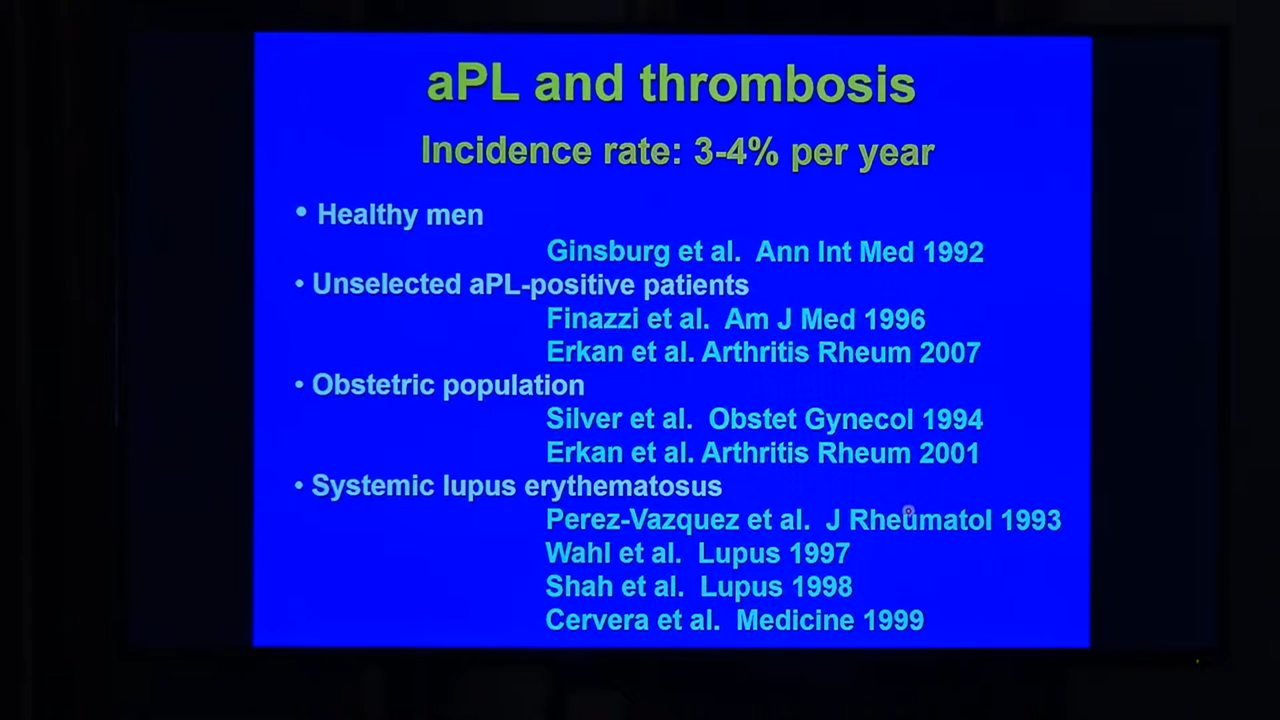 aPL and thrombosis
Incidence rate: 3-4% per year
• Healthy men
Ginsburg et al. Ann Int Med 1992
• Unselected aPL-positive patients
Finazzi et al. Am J Med 1996
Erkan et al. Arthritis Rheum 2007
• Obstetric population
Silver et al. Obstet Gynecol 1994
Erkan et al. Arthritis Rheum 2001
• Systemic lupus erythematosus
Perez-Vazquez et al. J Rheumatol 1993
Wahl et al. Lupus 1997
Shah et al. Lupus 1998
Cervera et al. Medicine 1999